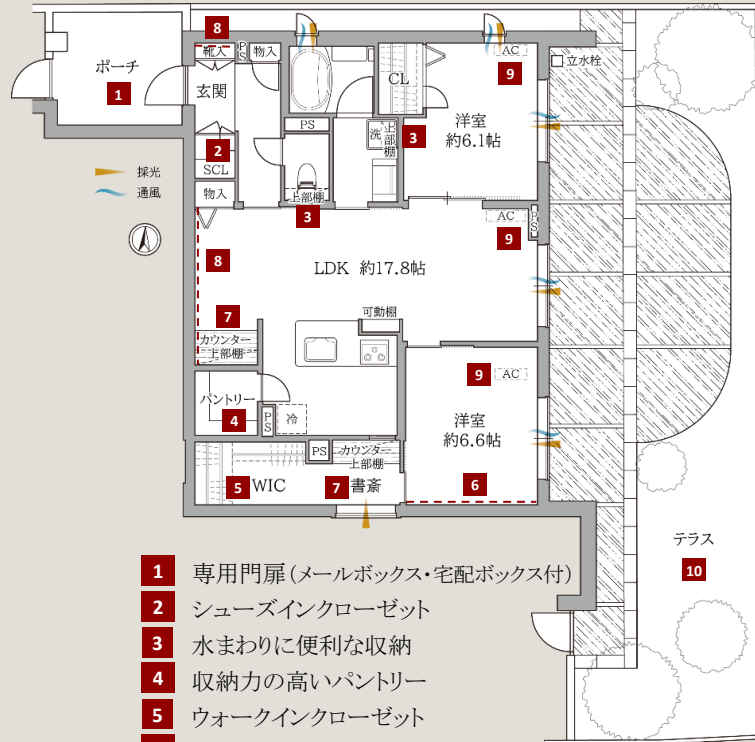 8
靴入
PS
物入
AC
ポーチ
CL
9
立水栓
1
玄関
洋室
約6.1帖
PS
洗
上部棚
3
2
SCL
採光
通風
上部棚
物入
3
AC
PS
9
8
LDK 約17.8帖
7
可動棚
カウンター
上部棚
9
AC
パントリー
4
PS
冷
洋室
約6.6帖
PS
カウンター
上部棚
5
WIC
7
書斎
6
テラス
10
1 専用門扉(メールボックス・宅配ボックス付)
2 シューズインクローゼット
3 水まわりに便利な収納
4 収納力の高いパントリー
5 ウォークインクローゼット